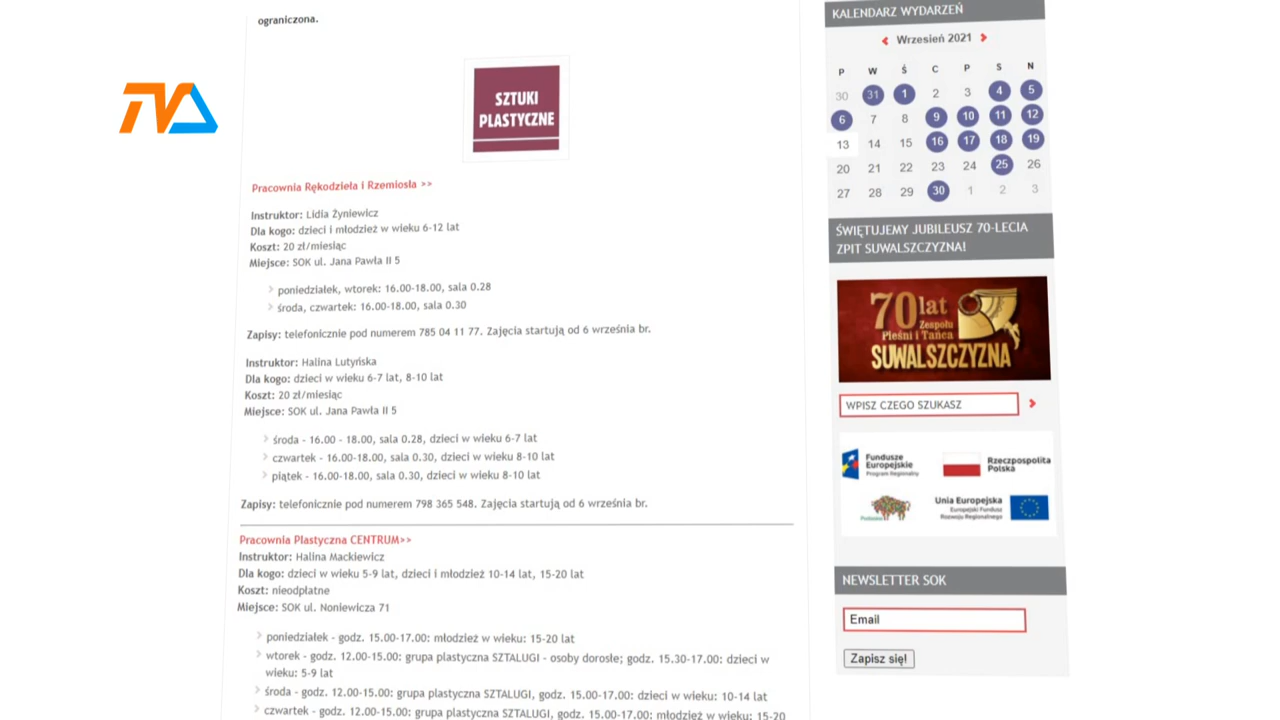 ograniczona.
TVA
SZTUKI
PLASTYCZNE
Pracownia Rękodzieła i Rzemiosła >>
Instruktor: Lidia Żyniewicz
Dla kogo: dzieci i młodzież w wieku 6-12 lat
Koszt: 20 zł/miesiąc
Miejsce: SOK ul. Jana Pawła II 5
poniedziałek, wtorek: 16.00-18.00, sala 0.28
środa, czwartek: 16.00-18.00, sala 0.30
Zapisy: telefonicznie pod numerem 785 04 11 77. Zajęcia startują od 6 września br.
Instruktor: Halina Lutyńska
Dla kogo: dzieci w wieku 6-7 lat, 8-10 lat
Koszt: 20 zł/miesiąc
Miejsce: SOK ul. Jana Pawła II 5
środa - 16.00 - 18.00, sala 0.28, dzieci w wieku 6-7 lat
czwartek - 16.00-18.00, sala 0.30, dzieci w wieku 8-10 lat
piątek - 16.00-18.00, sala 0.30, dzieci w wieku 8-10 lat
Zapisy: telefonicznie pod numerem 798 365 548. Zajęcia startują od 6 września br.
Pracownia Plastyczna CENTRUM>>
Instruktor: Halina Mackiewicz
Dla kogo: dzieci w wieku 5-9 lat, dzieci i młodzież 10-14 lat, 15-20 lat
Koszt: nieodpłatne
Miejsce: SOK ul. Noniewicza 71
poniedziałek - godz. 15.00-17.00: młodzież w wieku: 15-20 lat
wtorek - godz. 12.00-15.00: grupa plastyczna SZTALUGI - osoby dorosłe; godz. 15.30-17.00: dzieci w
wieku: 5-9 lat
środa - godz. 12.00-15.00: grupa plastyczna SZTALUGI, godz. 15.00-17.00: dzieci w wieku: 10-14 lat
czwartek - godz. 12.00-15.00: grupa plastyczna SZTALUGI, godz. 15.00-17.00: młodzież w wieku: 15-20
KALENDARZ WYDARZEŃ
Wrzesień 2021
P W Ś C P S N
30 31 1 2 3 4 5
6 7 8 9 10 11 12
13 14 15 16 17 18 19
20 21 22 23 24 25 26
27 28 29 30 1 2 3
ŚWIĘTUJEMY JUBILEUSZ 70-LECIA
ZPIT SUWALSZCZYZNA!
70 lat
Zespołu
Pieśni i Tańca
SUWALSZCZYZNA
WPISZ CZEGO SZUKASZ
Fundusze
Europejskie
Program Regionalny
Rzeczpospolita
Polska
Podlaskie
Unia Europejska
Europejski Fundusz
Rozwoju Regionalnego
NEWSLETTER SOK
Email
Zapisz się!